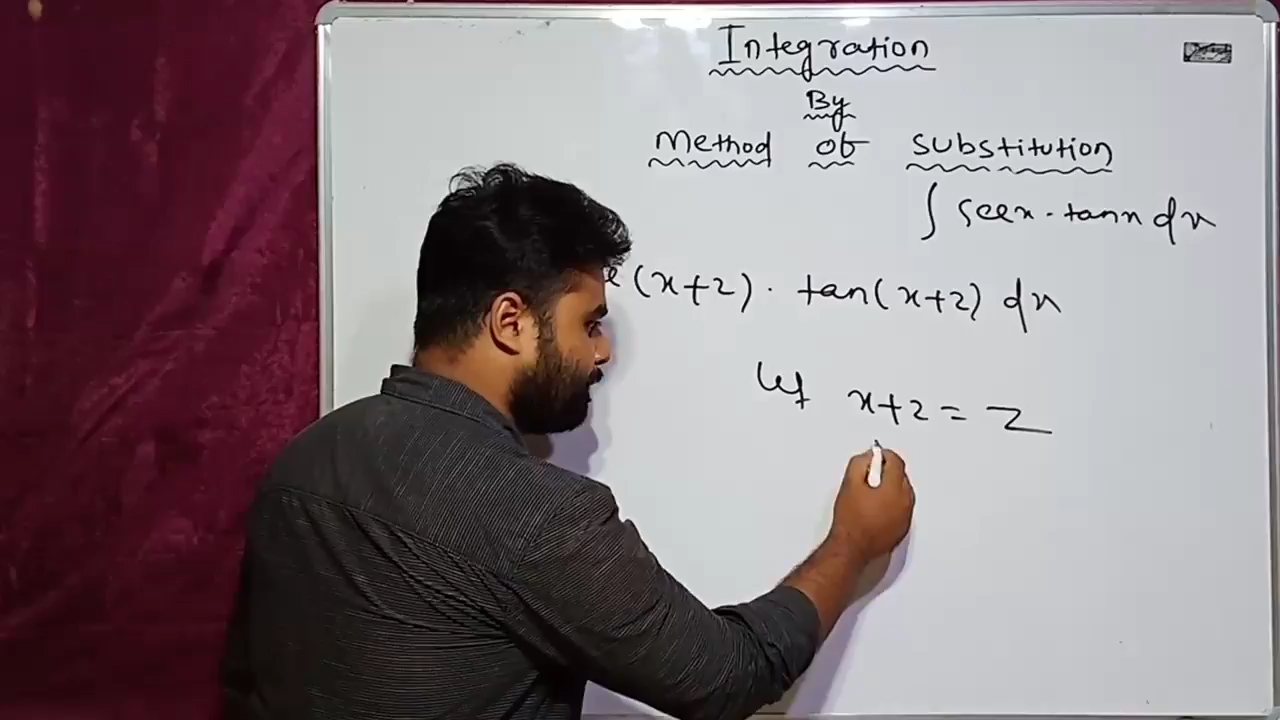 Integration
By
Method of substitution
∫ secx · tanx dx
(x+2) · tan(x+2) dx
let x+2 = z